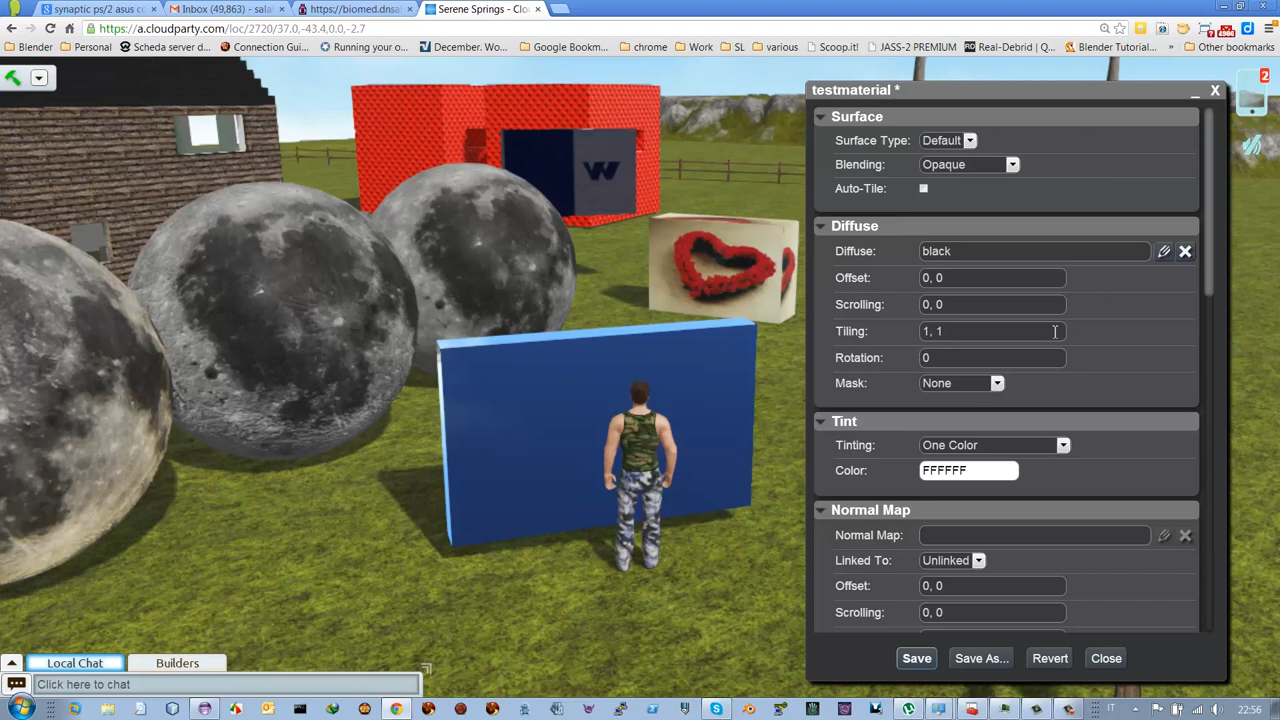 synaptic ps/2 asus co
Inbox (49,863) - salal
https://biomed.dnsal
Serene Springs - Clou
https://a.cloudparty.com/loc/2720/37.0,-43.4,0.0,-2.7
Blender
Personal
Scheda del server di
Connection Gui...
Running your o...
December. Wo...
Google Bookm...
chrome
Work
SL
various
Scoop.it!
JASS-2 PREMIUM
Real-Debrid | Q...
Blender Tutorial...
»
Other bookmarks
2
W
testmaterial *
_ X
Surface
Surface Type: Default
Blending: Opaque
Auto-Tile:
Diffuse
Diffuse: black
Offset: 0, 0
Scrolling: 0, 0
Tiling: 1, 1
Rotation: 0
Mask: None
Tint
Tinting: One Color
Color: FFFFFF
Normal Map
Normal Map:
Linked To: Unlinked
Offset: 0, 0
Scrolling: 0, 0
Save
Save As...
Revert
Close
Local Chat
Builders
Click here to chat
IT
22:56